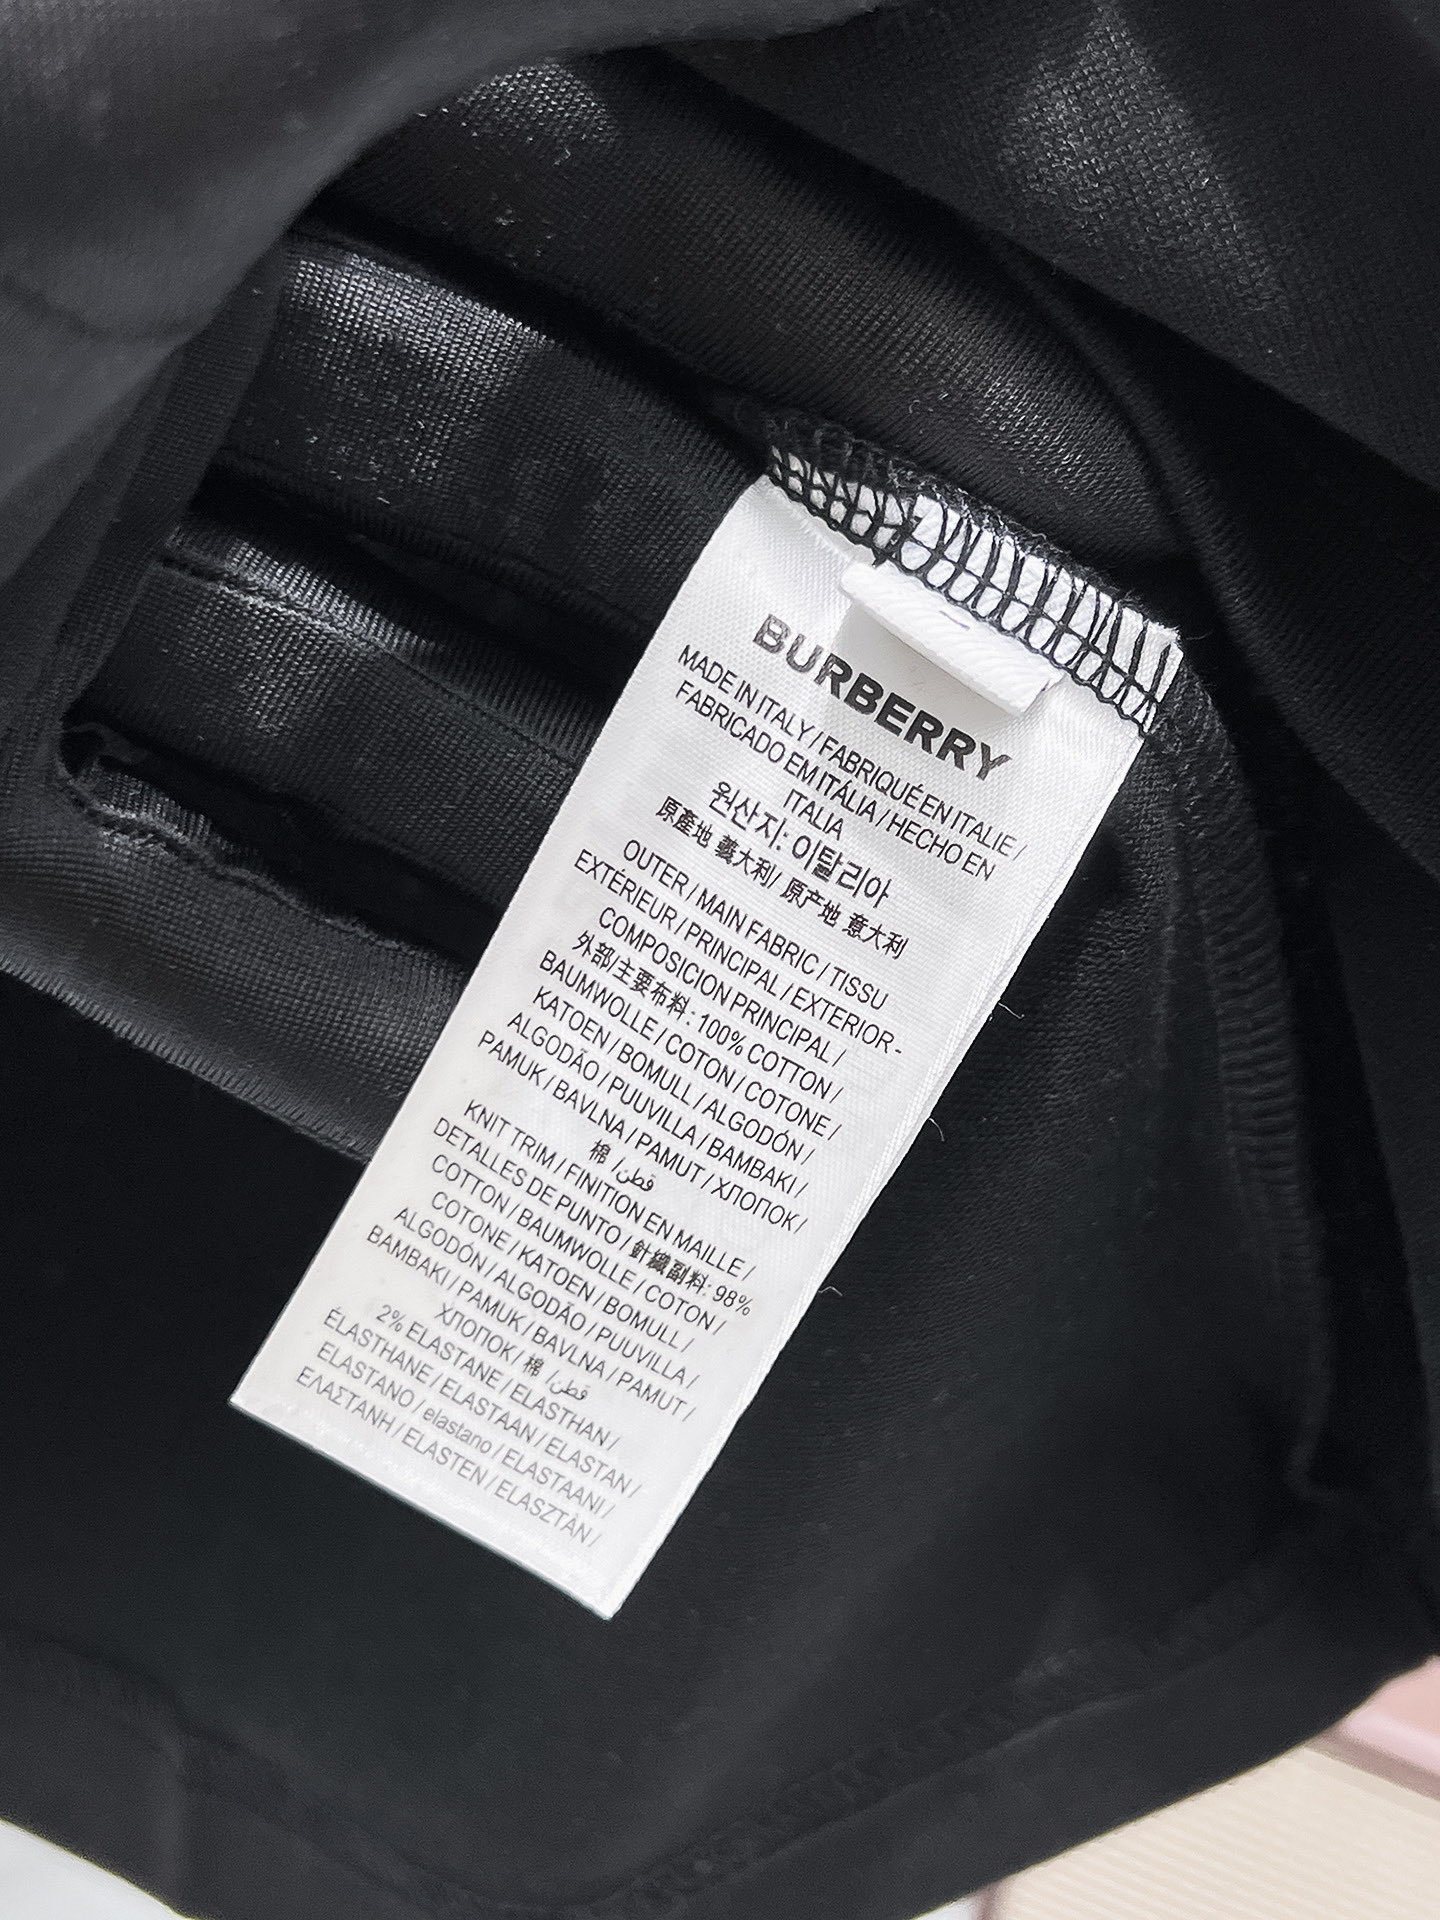 BURBERRY
MADE IN ITALY / FABRIQUÉ EN ITALIE /
FABRICADO EM ITÁLIA / HECHO EN
ITALIA
원산지: 이탈리아
原產地 義大利/ 原产地 意大利
OUTER / MAIN FABRIC / TISSU
EXTÉRIEUR / PRINCIPAL / EXTERIOR -
COMPOSICION PRINCIPAL /
外部/主要布料: 100% COTTON /
BAUMWOLLE / COTON / COTONE /
KATOEN / BOMULL / ALGODÓN /
ALGODÃO / PUUVILLA / BAMBAKI /
PAMUK / BAVLNA / PAMUT / ХЛОПОК /
棉 /قطن
KNIT TRIM / FINITION EN MAILLE /
DETALLES DE PUNTO / 針織副料: 98%
COTTON / BAUMWOLLE / COTON /
COTONE / KATOEN / BOMULL /
ALGODÓN / ALGODÃO / PUUVILLA /
BAMBAKI / PAMUK / BAVLNA / PAMUT /
ХЛОПОК/ 棉 /قطن
2% ELASTANE / ELASTHAN /
ÉLASTHANE / ELASTAAN / ELASTAN /
ELASTANO / elastano / ELASTAANI /
ΕΛΑΣΤΑΝΗ / ELASTEN / ELASZTÁN /